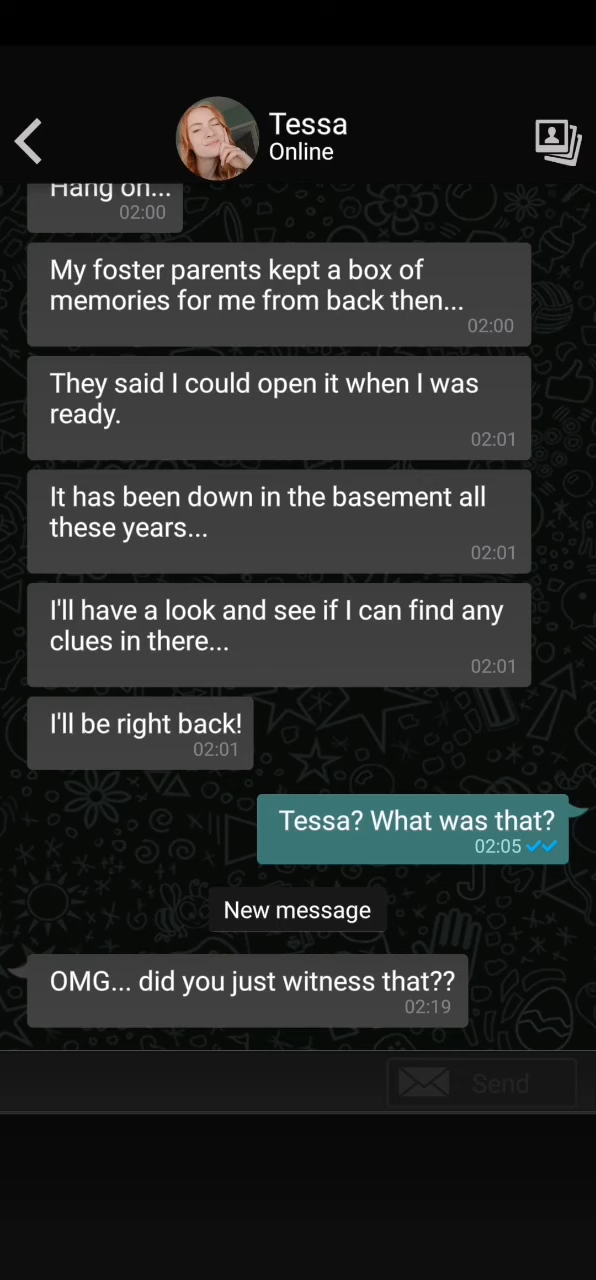 Tessa
Online
Hang on...
02:00
My foster parents kept a box of
memories for me from back then...
02:00
They said I could open it when I was
ready.
02:01
It has been down in the basement all
these years...
02:01
I'll have a look and see if I can find any
clues in there...
02:01
I'll be right back!
02:01
Tessa? What was that?
02:05
New message
OMG... did you just witness that??
02:19
Send